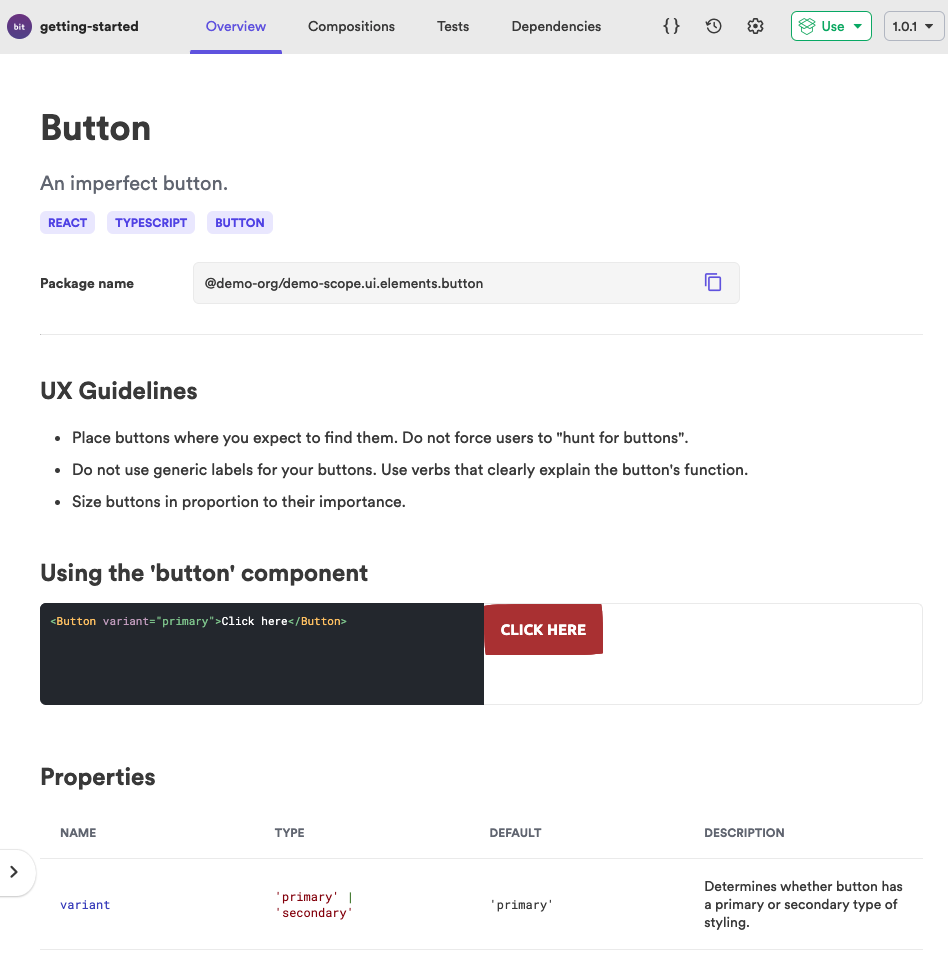 bit getting-started Overview Compositions Tests Dependencies { } Use 1.0.1
Button
An imperfect button.
REACT TYPESCRIPT BUTTON
Package name @demo-org/demo-scope.ui.elements.button
UX Guidelines
• Place buttons where you expect to find them. Do not force users to "hunt for buttons".
• Do not use generic labels for your buttons. Use verbs that clearly explain the button's function.
• Size buttons in proportion to their importance.
Using the 'button' component
<Button variant="primary">Click here</Button>
CLICK HERE
Properties
NAME TYPE DEFAULT DESCRIPTION
variant
'primary' |
'secondary'
'primary'
Determines whether button has
a primary or secondary type of
styling.